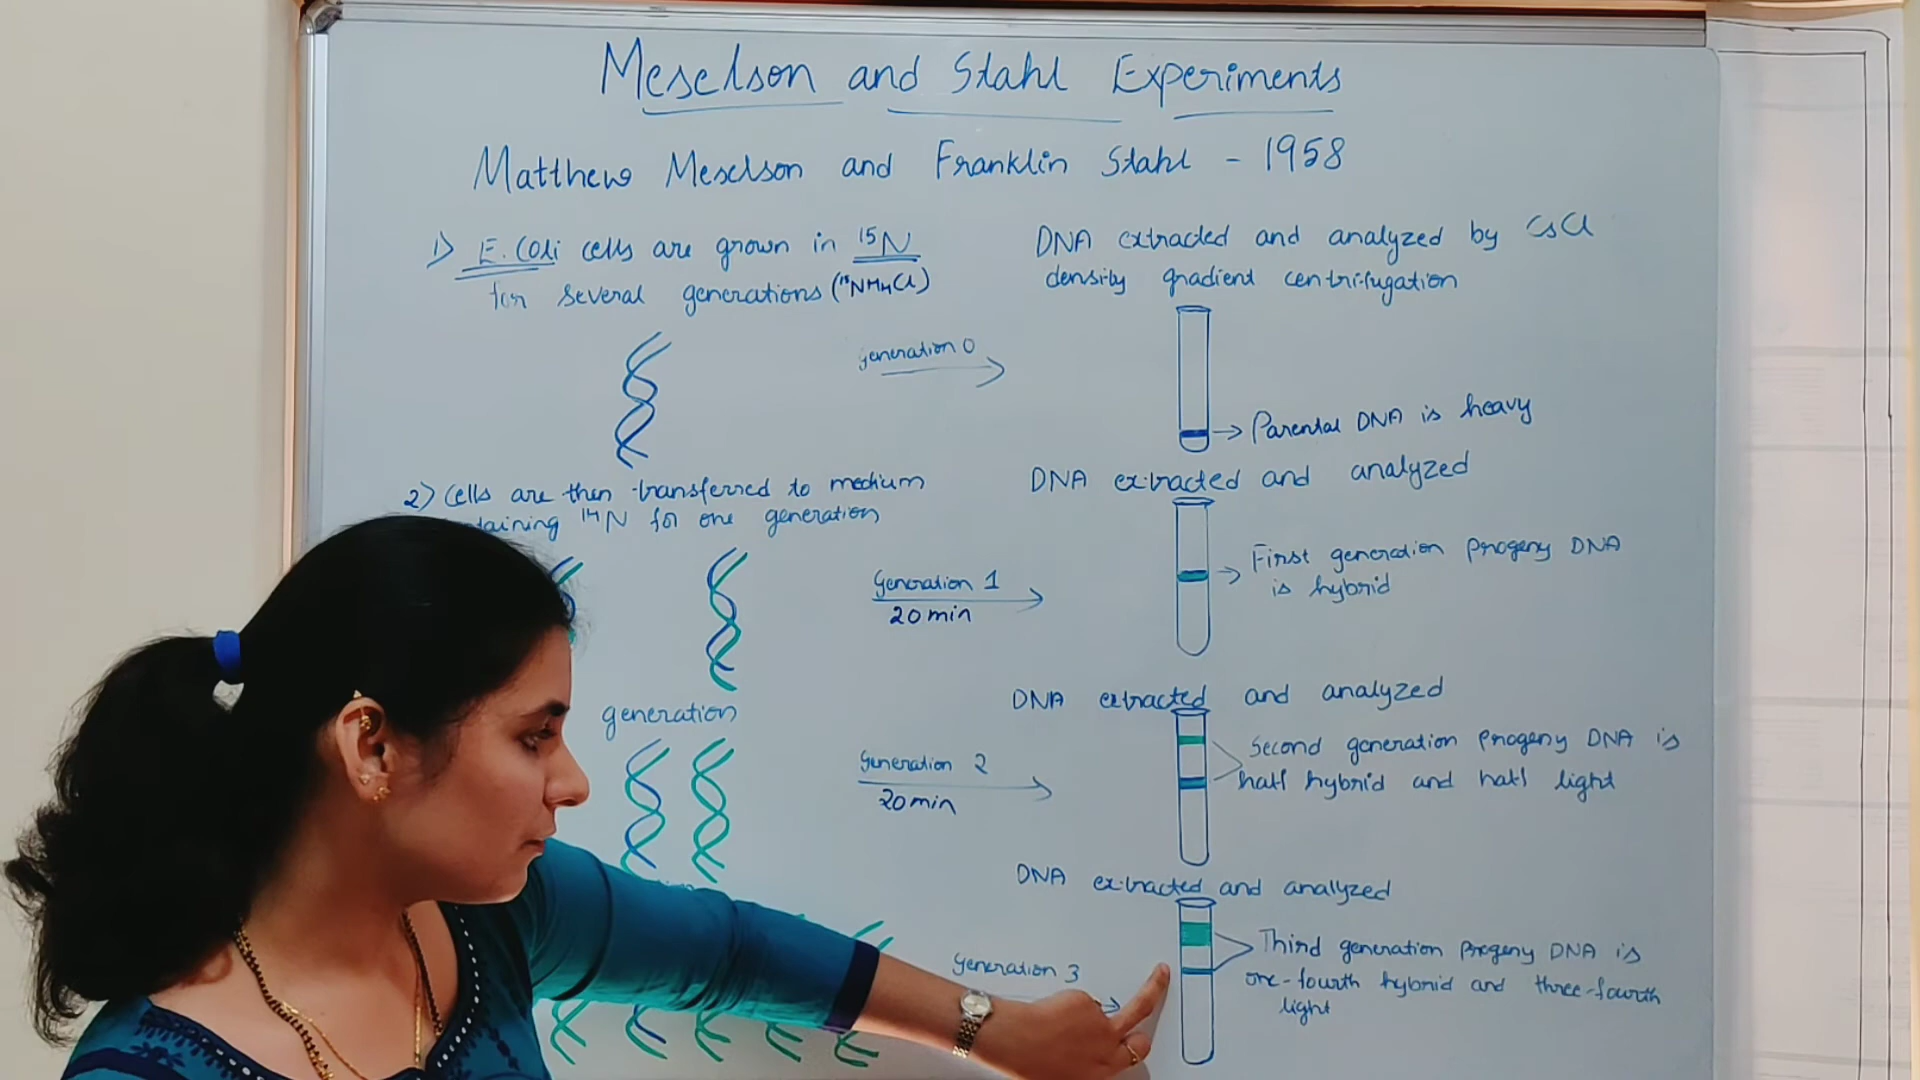 Meselson and Stahl Experiments
Matthew Meselson and Franklin Stahl - 1958
1) E. Coli cells are grown in ¹⁵N
for several generations (¹⁵NH₄Cl)
DNA extracted and analyzed by CsCl
density gradient centrifugation
generation 0
Parental DNA is heavy
2) Cells are then transferred to medium
¹⁴N for one generation
DNA extracted and analyzed
Generation 1
20 min
First generation progeny DNA
is hybrid
generation
DNA extracted and analyzed
Generation 2
20 min
Second generation progeny DNA is
half hybrid and half light
DNA extracted and analyzed
Generation 3
Third generation progeny DNA is
one-fourth hybrid and three-fourth
light